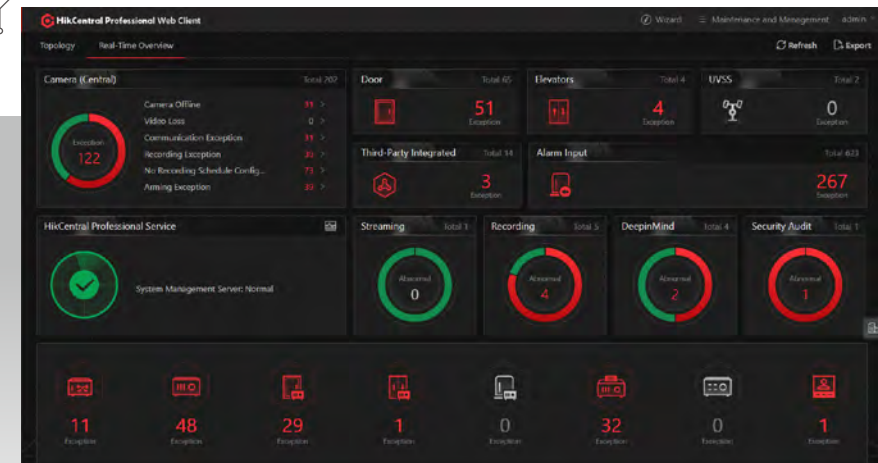 HikCentral Professional Web Client
Wizard
Maintenance and Management
admin
Topology
Real-Time Overview
Refresh
Export
Camera (Central)
Total 202
Exception
122
Camera Offline
Video Loss 0 >
Communication Exception
Recording Exception
No Recording Schedule Config...
Arming Exception
Door
Total 65
51
Exception
Elevators
Total 4
4
Exception
UVSS
Total 2
0
Exception
Third-Party Integrated
Total 14
3
Exception
Alarm Input
Total 623
267
Exception
HikCentral Professional Service
System Management Server: Normal
Streaming
Total 1
Abnormal
0
Recording
Total 5
Abnormal
4
DeepinMind
Total 4
Abnormal
2
Security Audit
Total 1
Abnormal
1
11
Exception
48
Exception
29
Exception
1
Exception
0
Exception
32
Exception
0
Exception
1
Exception